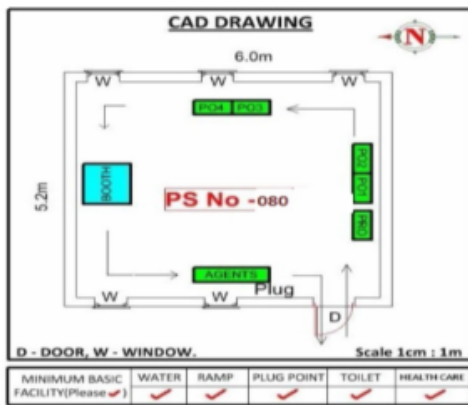 CAD DRAWING
N
6.0m
W W W
PO4 PO3
5.2m
BOOTH
PO2
PO1
PS No -080
PRO
AGENTS
Plug
W W
D
D - DOOR, W - WINDOW. Scale 1cm : 1m
MINIMUM BASIC FACILITY(Please ✓) WATER RAMP PLUG POINT TOILET HEALTH CARE
✓ ✓ ✓ ✓ ✓